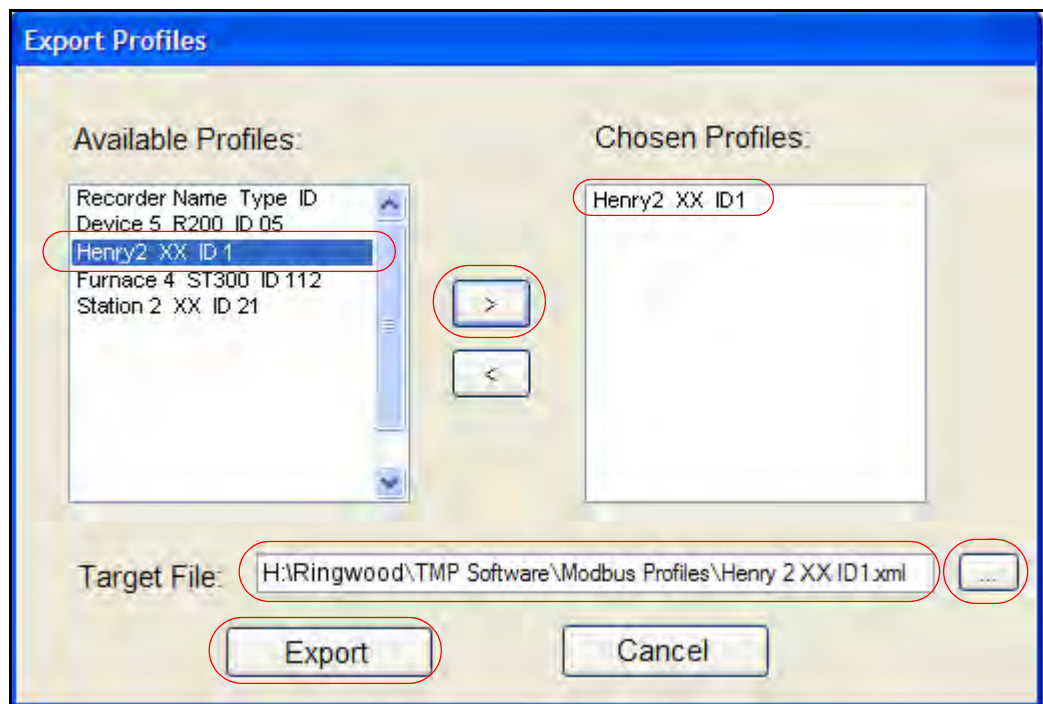 Export Profiles
Available Profiles:
Chosen Profiles:
Recorder Name Type ID
Device 5 R200 ID 05
Henry2 XX ID 1
Furnace 4 ST300 ID 112
Station 2 XX ID 21
>
<
Henry2 XX ID1
Target File:
H:\Ringwood\TMP Software\Modbus Profiles\Henry 2 XX ID1.xml
...
Export
Cancel